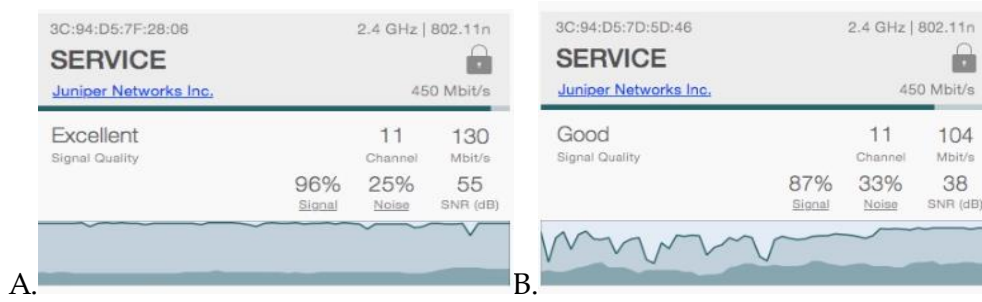 3C:94:D5:7F:28:06 2.4 GHz | 802.11n
SERVICE
Juniper Networks Inc. 450 Mbit/s
Excellent 11 130
Signal Quality Channel Mbit/s
96% 25% 55
Signal Noise SNR (dB)
A.
3C:94:D5:7D:5D:46 2.4 GHz | 802.11n
SERVICE
Juniper Networks Inc. 450 Mbit/s
Good 11 104
Signal Quality Channel Mbit/s
87% 33% 38
Signal Noise SNR (dB)
B.